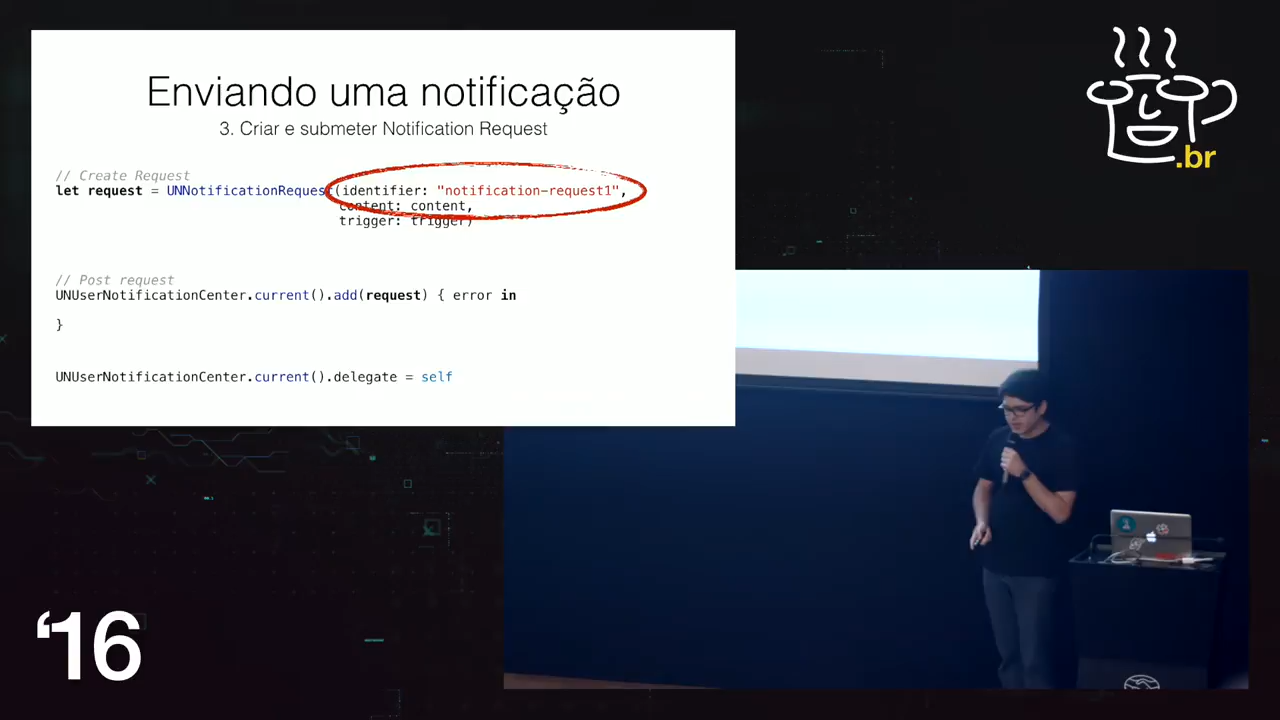 Enviando uma notificação
3. Criar e submeter Notification Request
// Create Request
let request = UNNotificationRequest(identifier: "notification-request1",
content: content,
trigger: trigger)
// Post request
UNUserNotificationCenter.current().add(request) { error in
}
UNUserNotificationCenter.current().delegate = self
.br
‘16